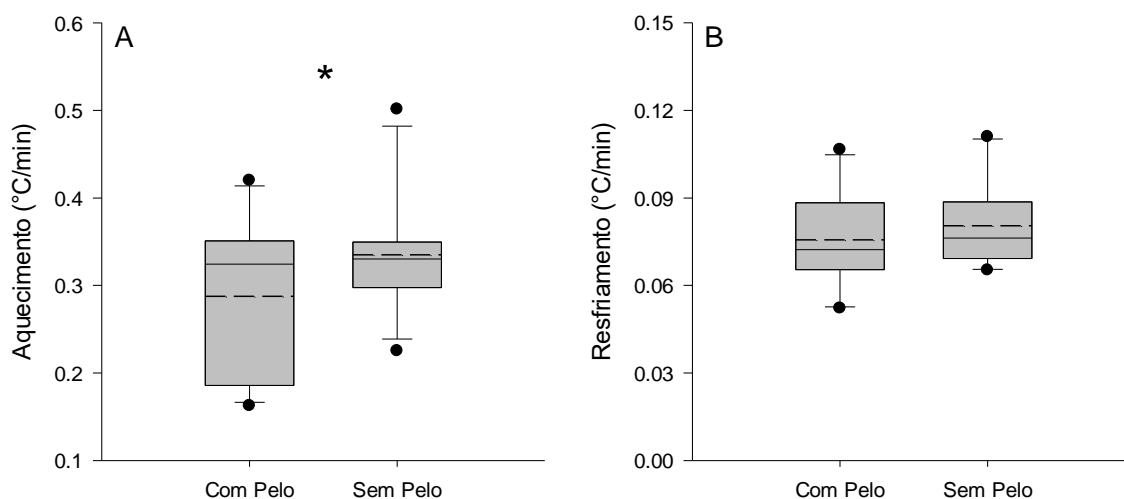 A
*
Aquecimento (°C/min)
0.6
0.5
0.4
0.3
0.2
0.1
Com Pelo
Sem Pelo
B
Resfriamento (°C/min)
0.15
0.12
0.09
0.06
0.03
0.00
Com Pelo
Sem Pelo